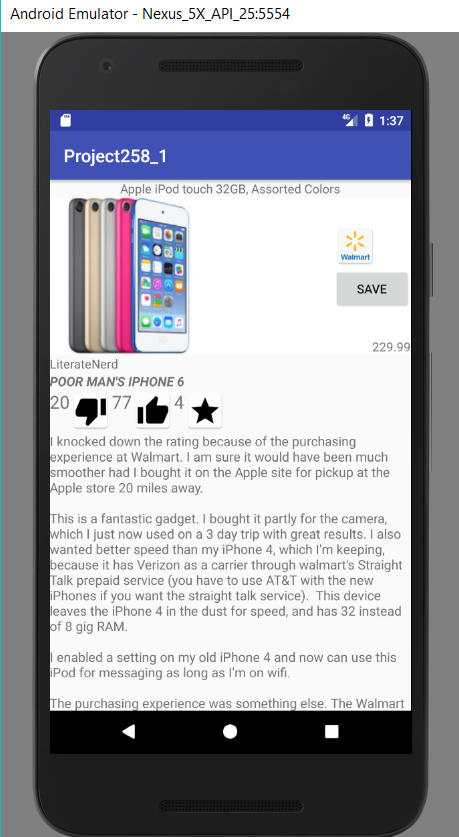 Android Emulator - Nexus_5X_API_25:5554
4G 1:37
Project258_1
Apple iPod touch 32GB, Assorted Colors
Walmart
SAVE
229.99
LiterateNerd
POOR MAN'S IPHONE 6
20 77 4
I knocked down the rating because of the purchasing
experience at Walmart. I am sure it would have been much
smoother had I bought it on the Apple site for pickup at the
Apple store 20 miles away.
This is a fantastic gadget. I bought it partly for the camera,
which I just now used on a 3 day trip with great results. I also
wanted better speed than my iPhone 4, which I'm keeping,
because it has Verizon as a carrier through walmart's Straight
Talk prepaid service (you have to use AT&T with the new
iPhones if you want the straight talk service).  This device
leaves the iPhone 4 in the dust for speed, and has 32 instead
of 8 gig RAM.
I enabled a setting on my old iPhone 4 and now can use this
iPod for messaging as long as I'm on wifi.
The purchasing experience was something else. The Walmart